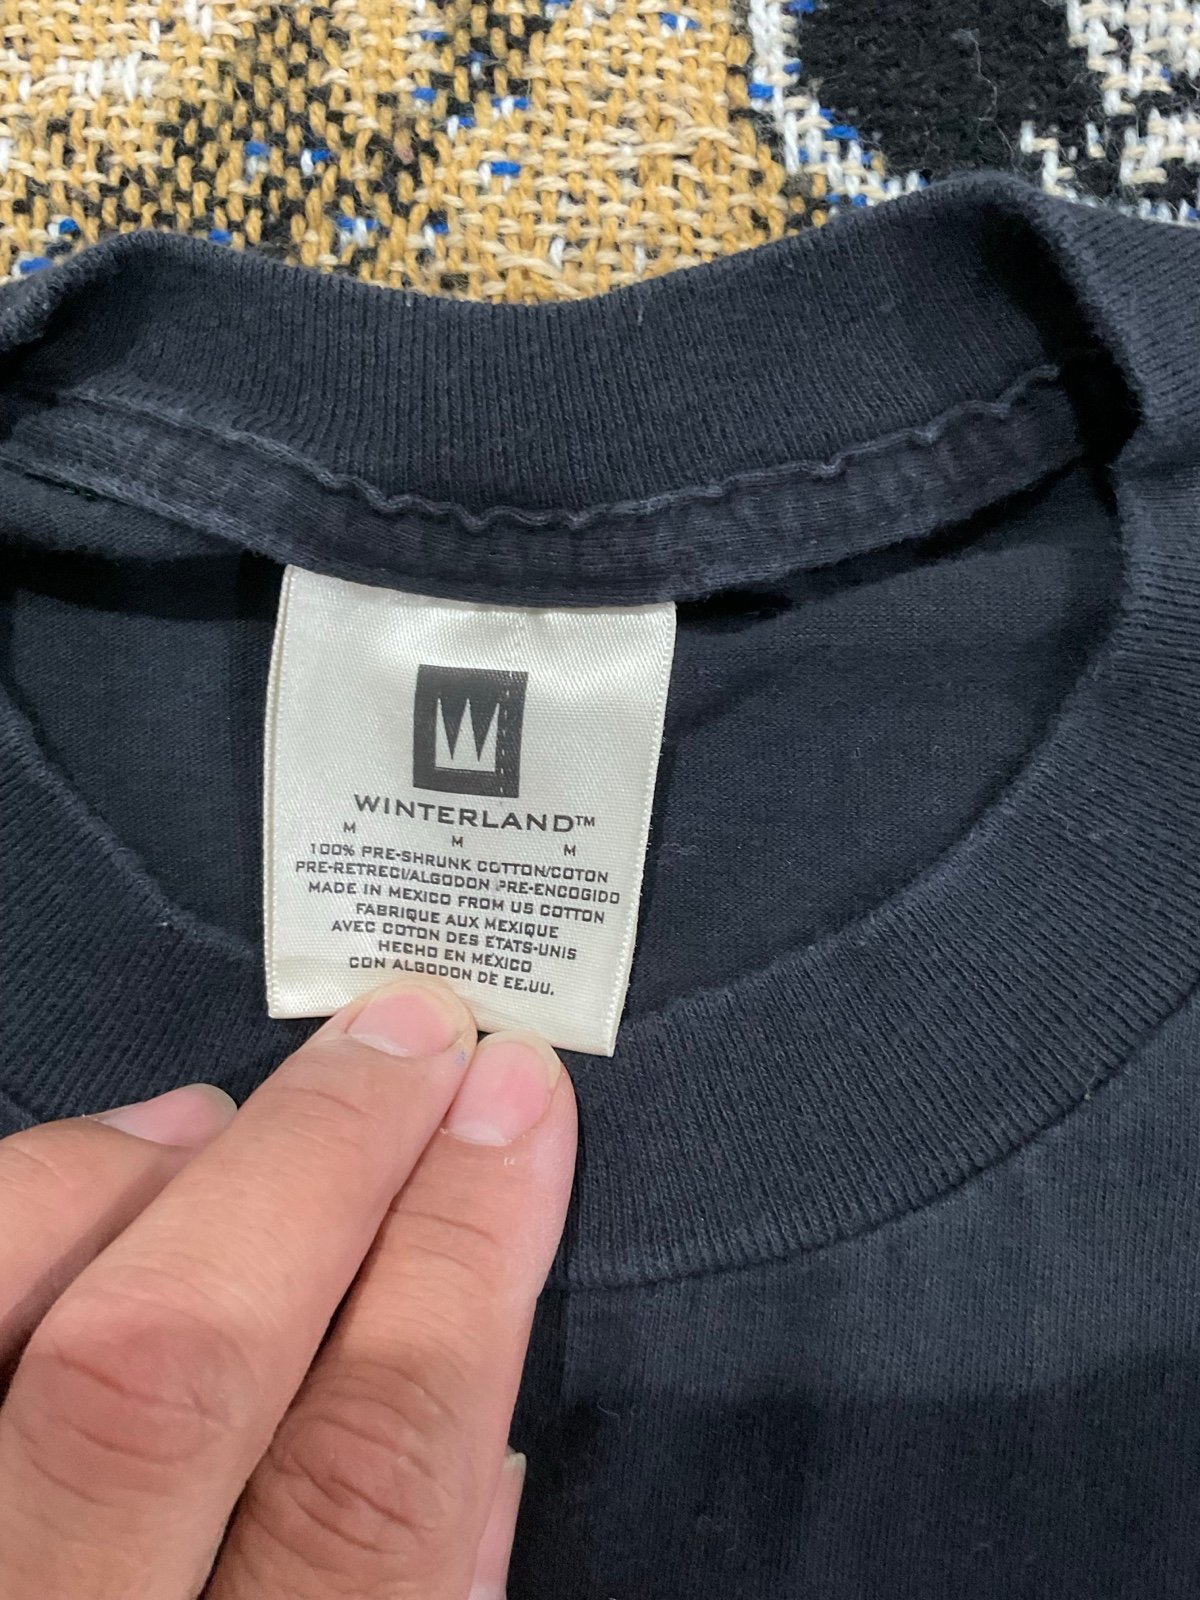 W
WINTERLAND™
M M M
100% PRE-SHRUNK COTTON/COTON
PRE-RETRECI/ALGODON PRE-ENCOGIDO
MADE IN MEXICO FROM US COTTON
FABRIQUE AUX MEXIQUE
AVEC COTON DES ETATS-UNIS
HECHO EN MEXICO
CON ALGODON DE EE.UU.